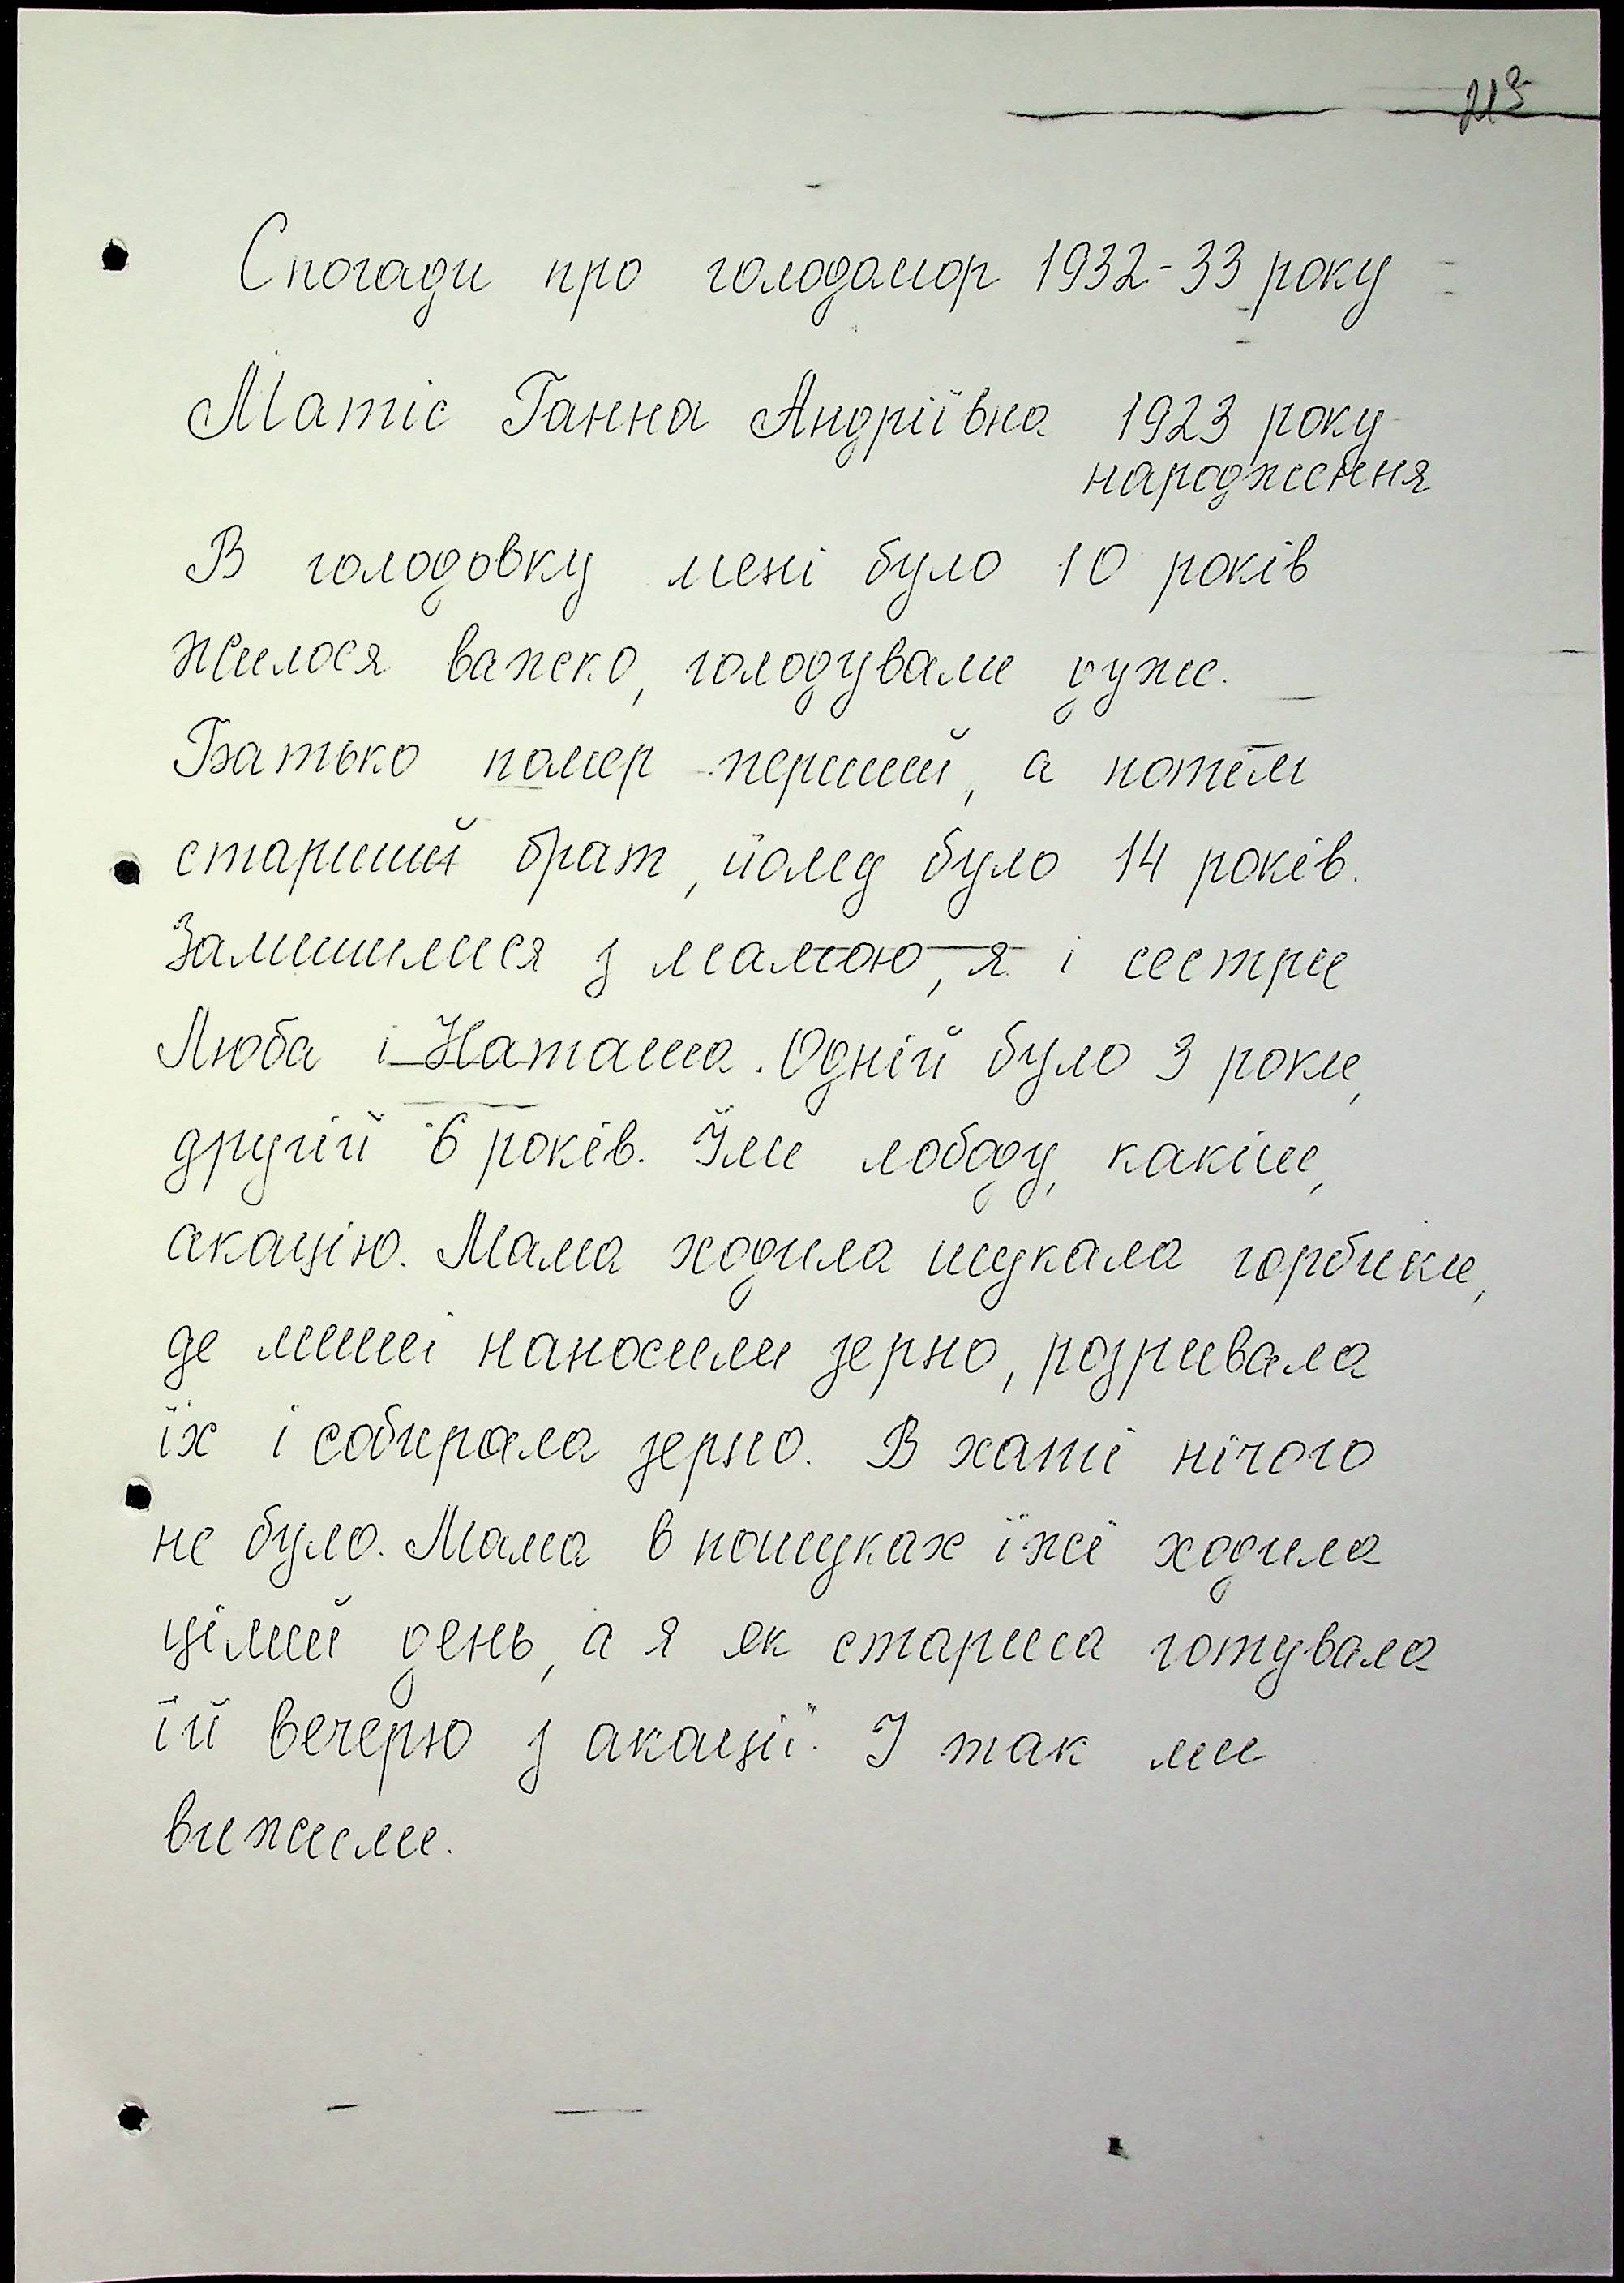 213
Спогади про голодомор 1932-33 року
Матіс Ганна Андріївна 1923 року
народження
В голодовку мені було 10 років
жилося важко, голодували дуже.
Батько помер перший, а потім
старший брат, йому було 14 років.
Залишилися з мамою, я і сестри
Люба і Наташа. Одній було 3 роки,
другій 6 років. Їли лободу, какіш,
акацію. Мама ходила шукала горбики,
де миші наносили зерно, розривала
їх і собирала зерно. В хаті нічого
не було. Мама в пошуках їжі ходила
цілий день, а я як старша готувала
їй вечерю з акації. І так ми
вижили.